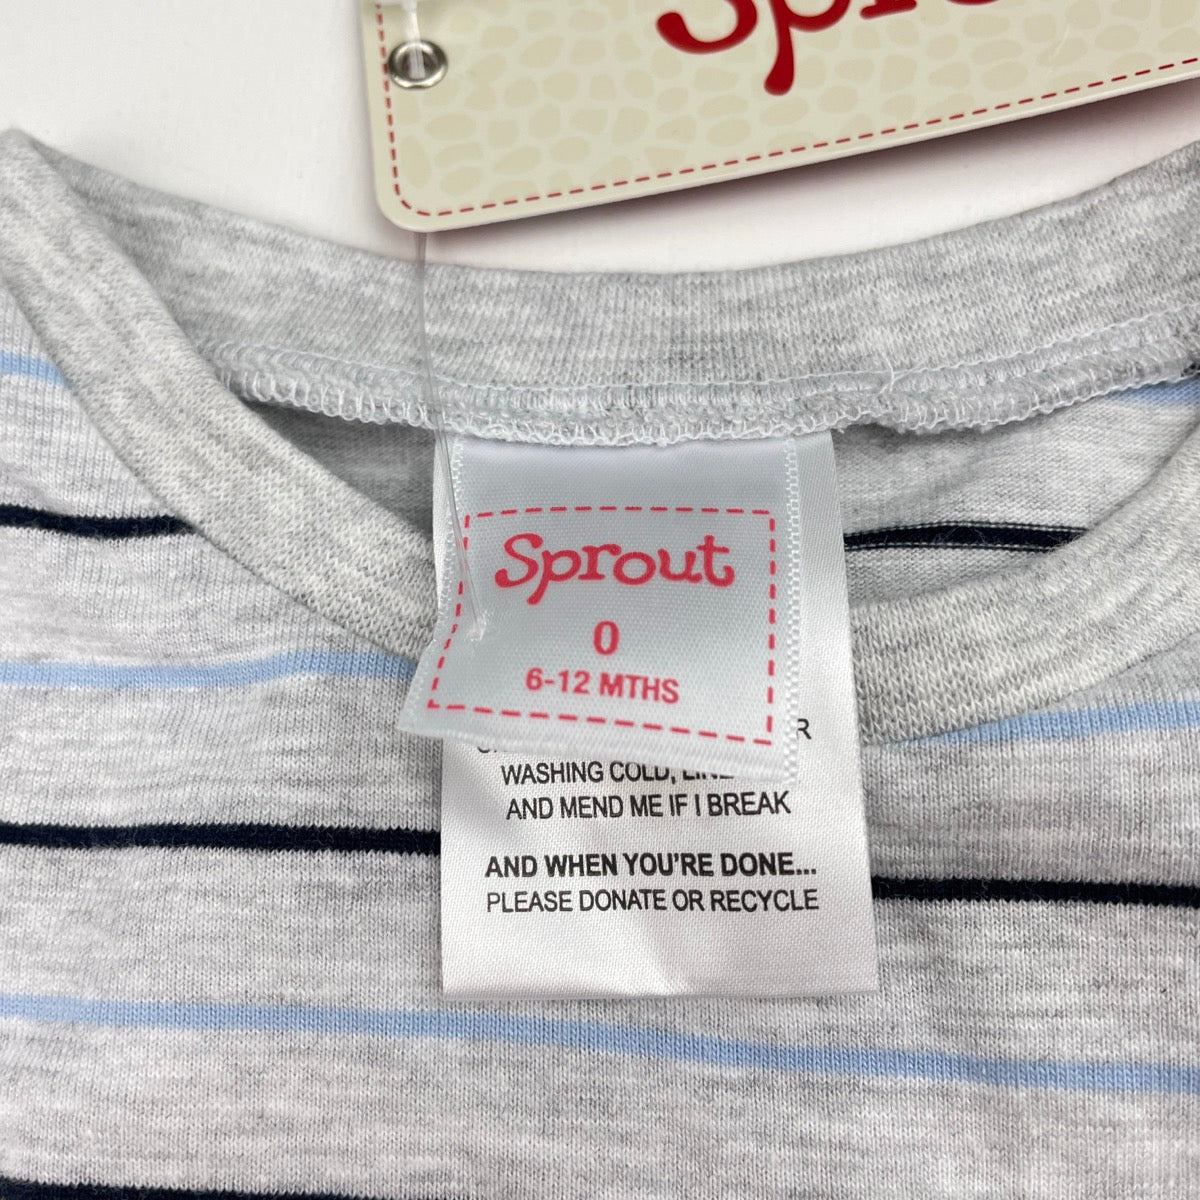 Sprout
0
6-12 MTHS
R
WASHING COLD,
AND MEND ME IF I BREAK
AND WHEN YOU'RE DONE...
PLEASE DONATE OR RECYCLE